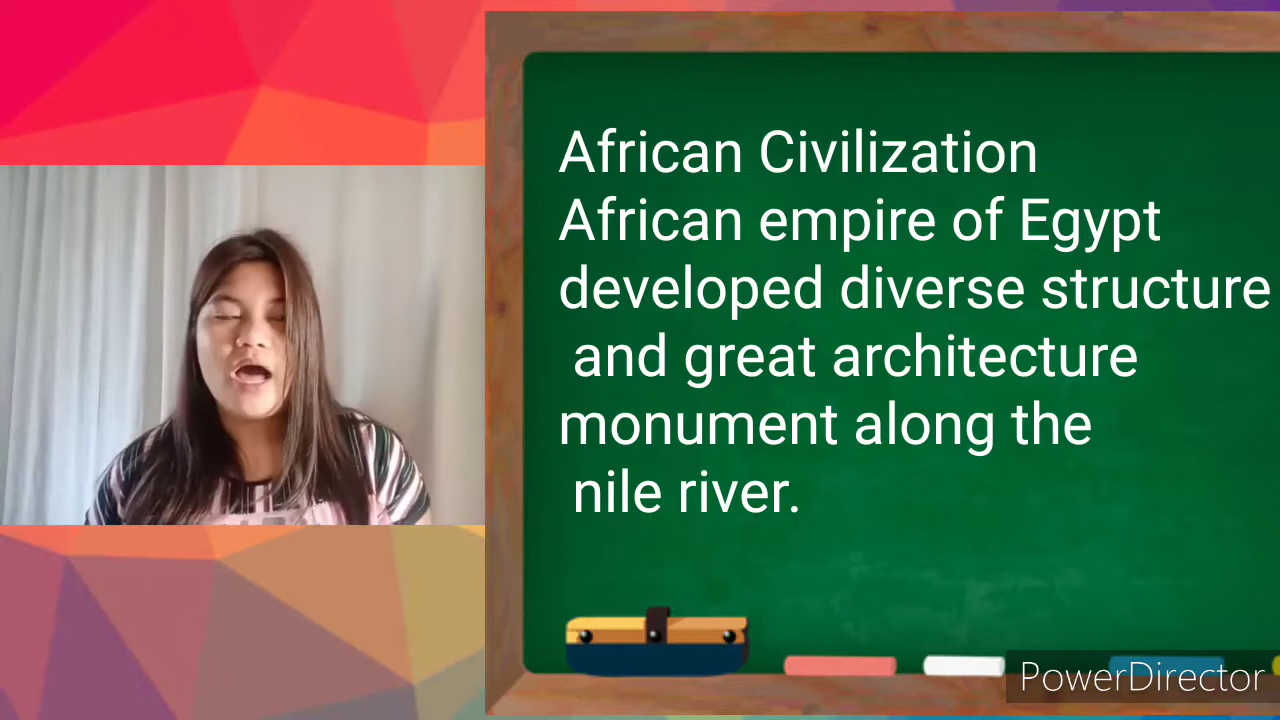 African Civilization
African empire of Egypt
developed diverse structure
and great architecture
monument along the
nile river.
PowerDirector